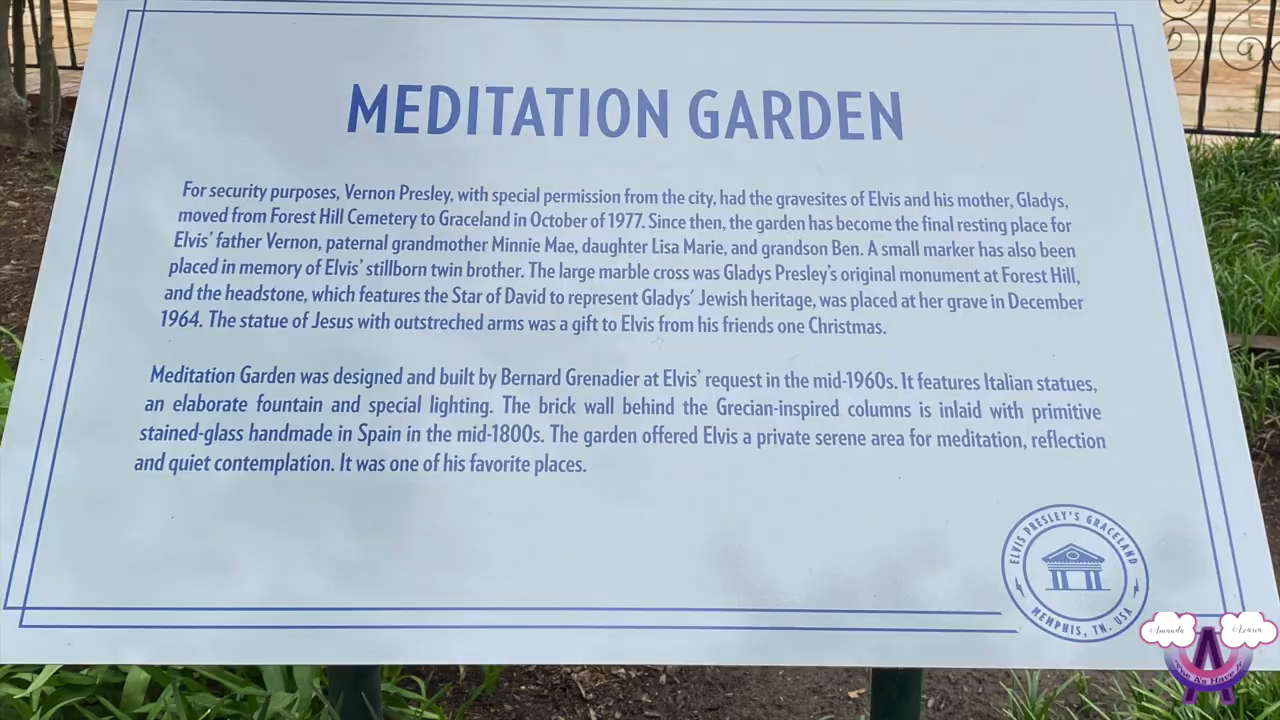 MEDITATION GARDEN
For security purposes, Vernon Presley, with special permission from the city, had the gravesites of Elvis and his mother, Gladys,
moved from Forest Hill Cemetery to Graceland in October of 1977. Since then, the garden has become the final resting place for
Elvis' father Vernon, paternal grandmother Minnie Mae, daughter Lisa Marie, and grandson Ben. A small marker has also been
placed in memory of Elvis' stillborn twin brother. The large marble cross was Gladys Presley's original monument at Forest Hill,
and the headstone, which features the Star of David to represent Gladys' Jewish heritage, was placed at her grave in December
1964. The statue of Jesus with outstreched arms was a gift to Elvis from his friends one Christmas.
Meditation Garden was designed and built by Bernard Grenadier at Elvis' request in the mid-1960s. It features Italian statues,
an elaborate fountain and special lighting. The brick wall behind the Grecian-inspired columns is inlaid with primitive
stained-glass handmade in Spain in the mid-1800s. The garden offered Elvis a private serene area for meditation, reflection
and quiet contemplation. It was one of his favorite places.
ELVIS PRESLEY'S GRACELAND
MEMPHIS, TN. USA
Amanda
Azaria